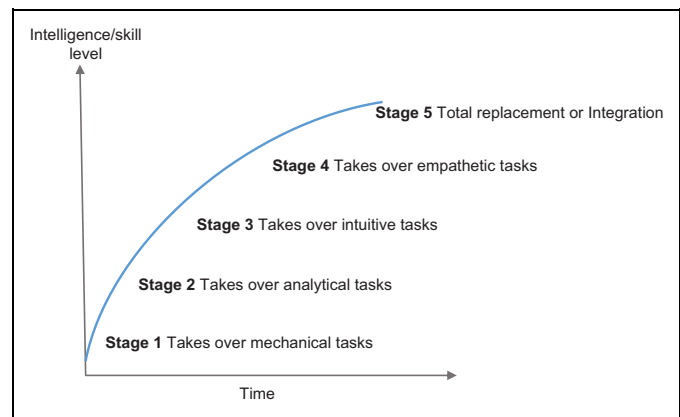 Intelligence/skill
level
Stage 5 Total replacement or Integration
Stage 4 Takes over empathetic tasks
Stage 3 Takes over intuitive tasks
Stage 2 Takes over analytical tasks
Stage 1 Takes over mechanical tasks
Time